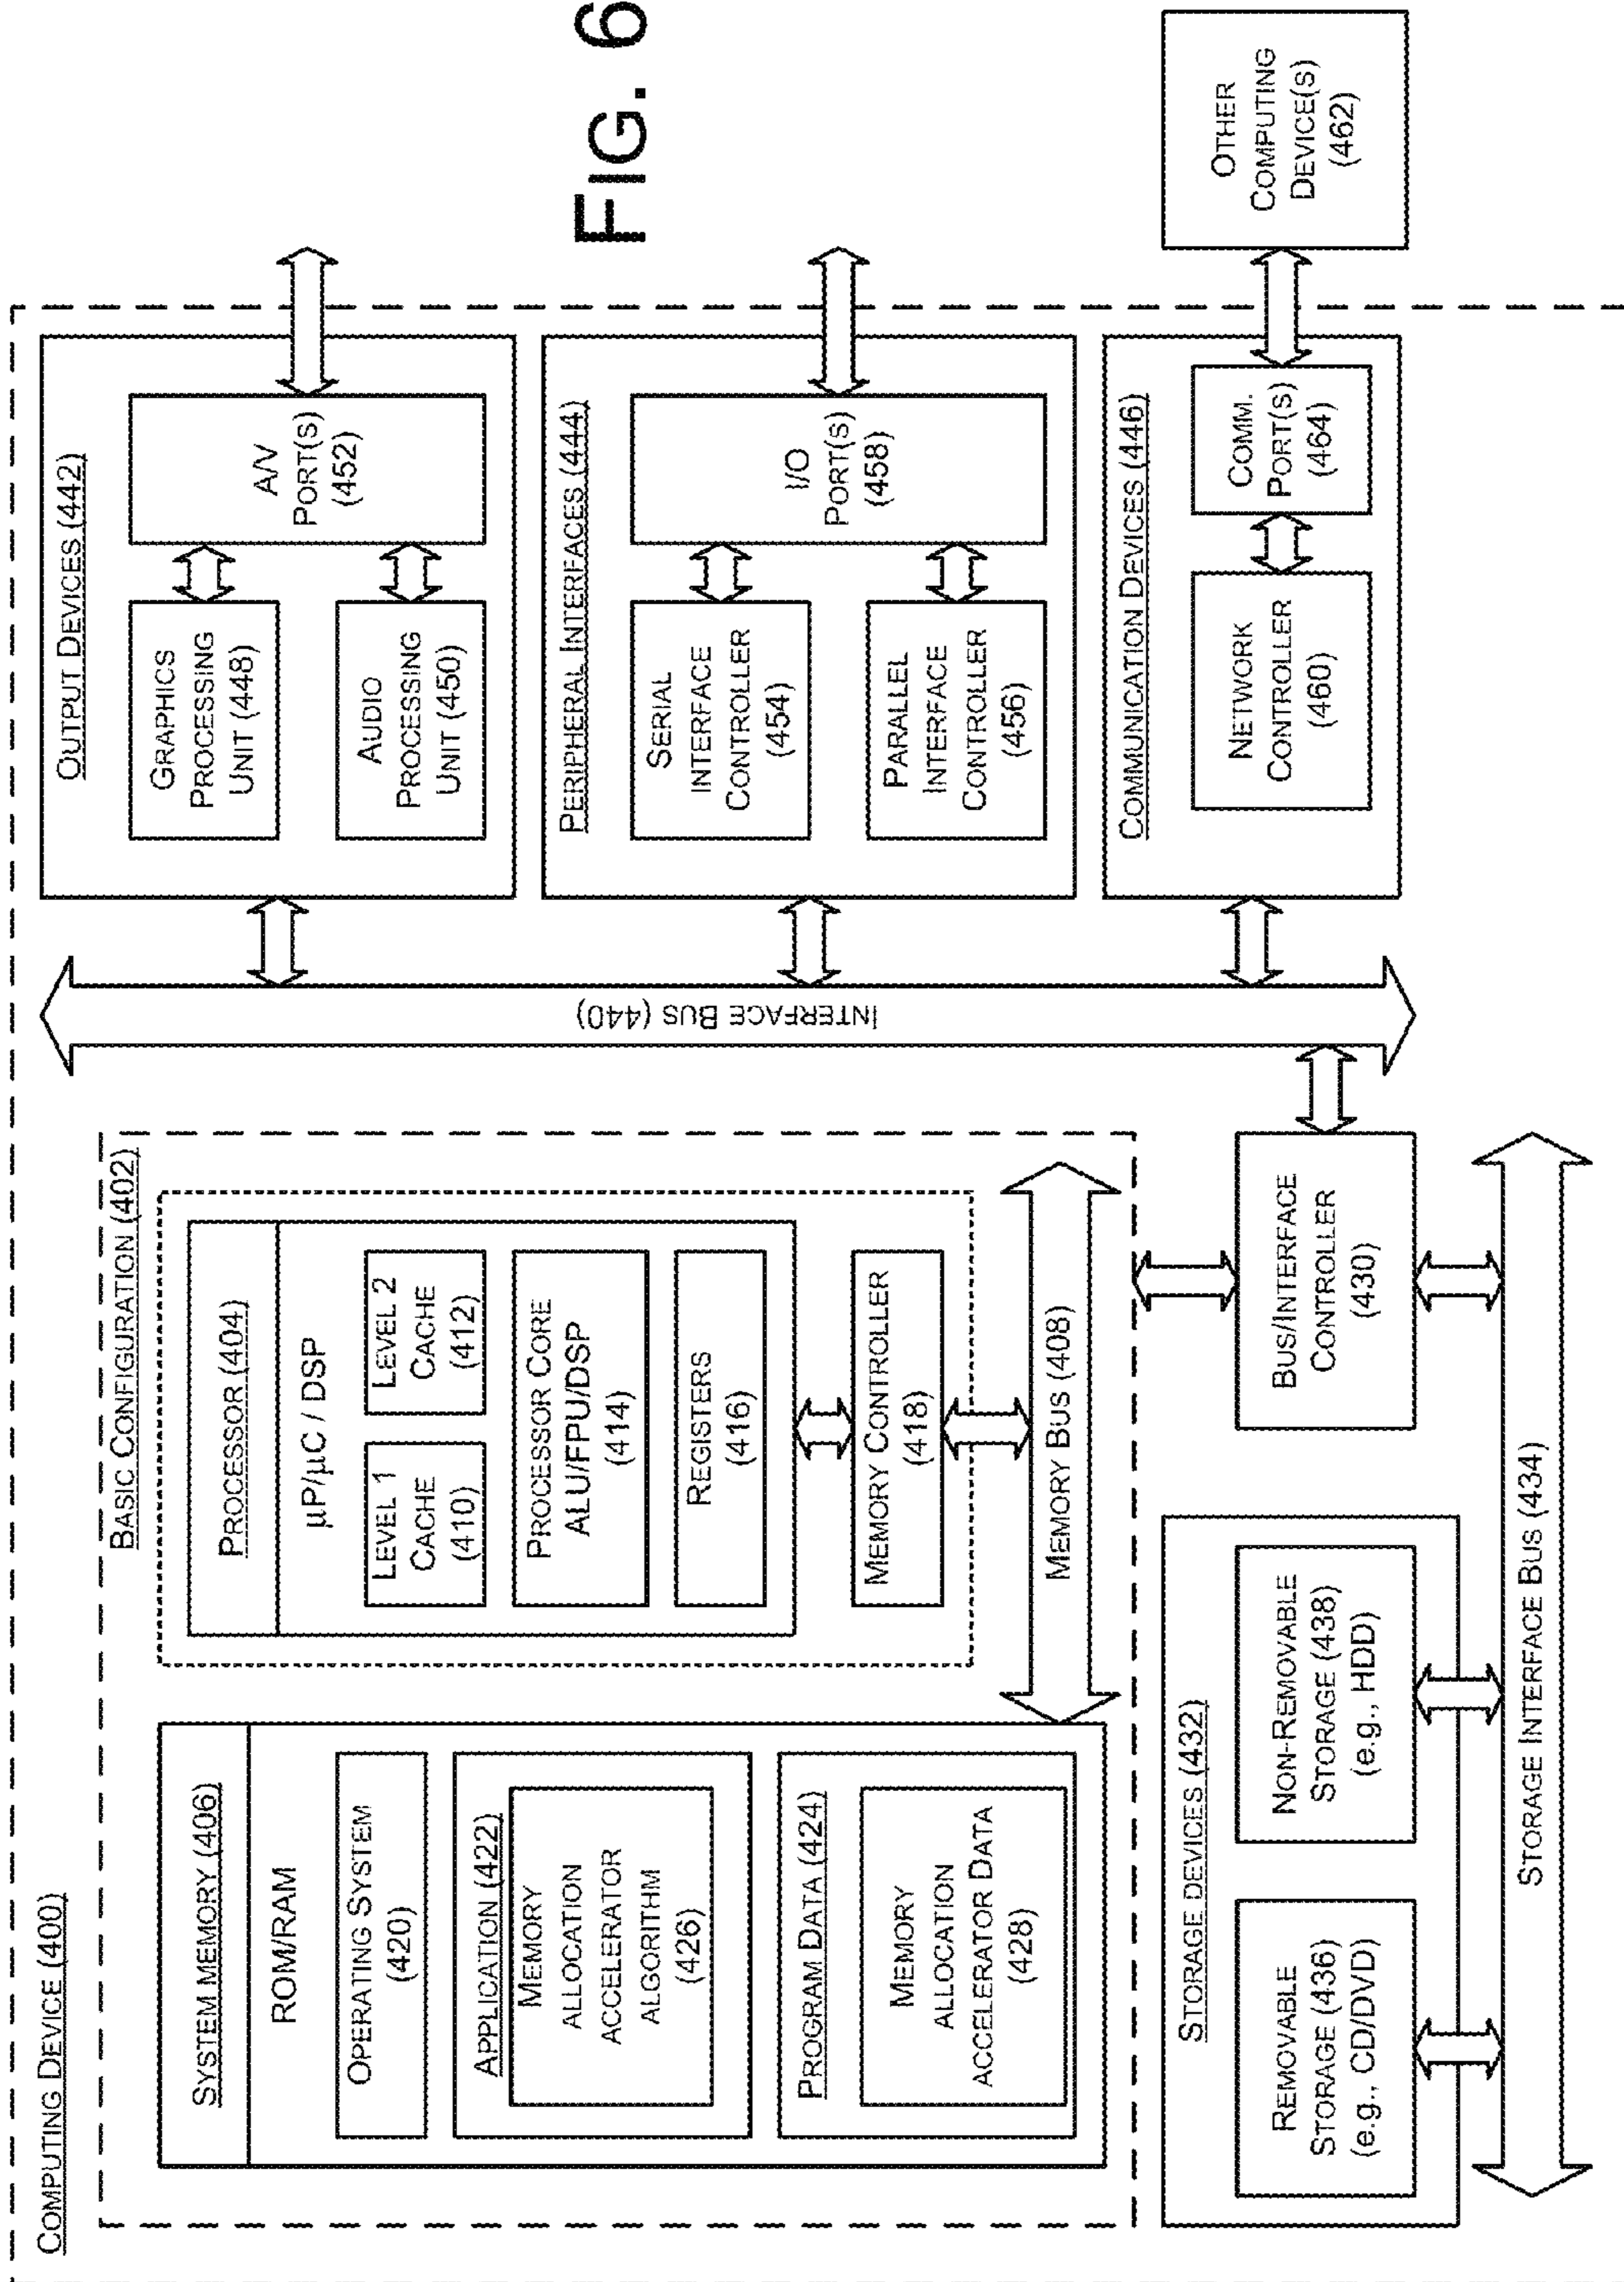 COMPUTING DEVICE (400)
BASIC CONFIGURATION (402)
SYSTEM MEMORY (406)
ROM/RAM
OPERATING SYSTEM
(420)
APPLICATION (422)
MEMORY
ALLOCATION
ACCELERATOR
ALGORITHM
(426)
PROGRAM DATA (424)
MEMORY
ALLOCATION
ACCELERATOR DATA
(428)
PROCESSOR (404)
µP/µC / DSP
LEVEL 1
CACHE
(410)
LEVEL 2
CACHE
(412)
PROCESSOR CORE
ALU/FPU/DSP
(414)
REGISTERS
(416)
MEMORY CONTROLLER
(418)
MEMORY BUS (408)
STORAGE DEVICES (432)
REMOVABLE
STORAGE (436)
(e.g., CD/DVD)
NON-REMOVABLE
STORAGE (438)
(e.g., HDD)
STORAGE INTERFACE BUS (434)
BUS/INTERFACE
CONTROLLER
(430)
INTERFACE BUS (440)
OUTPUT DEVICES (442)
GRAPHICS
PROCESSING
UNIT (448)
AUDIO
PROCESSING
UNIT (450)
A/V
PORT(S)
(452)
PERIPHERAL INTERFACES (444)
SERIAL
INTERFACE
CONTROLLER
(454)
PARALLEL
INTERFACE
CONTROLLER
(456)
I/O
PORT(S)
(458)
COMMUNICATION DEVICES (446)
NETWORK
CONTROLLER
(460)
COMM.
PORT(S)
(464)
OTHER
COMPUTING
DEVICE(S)
(462)
FIG. 6